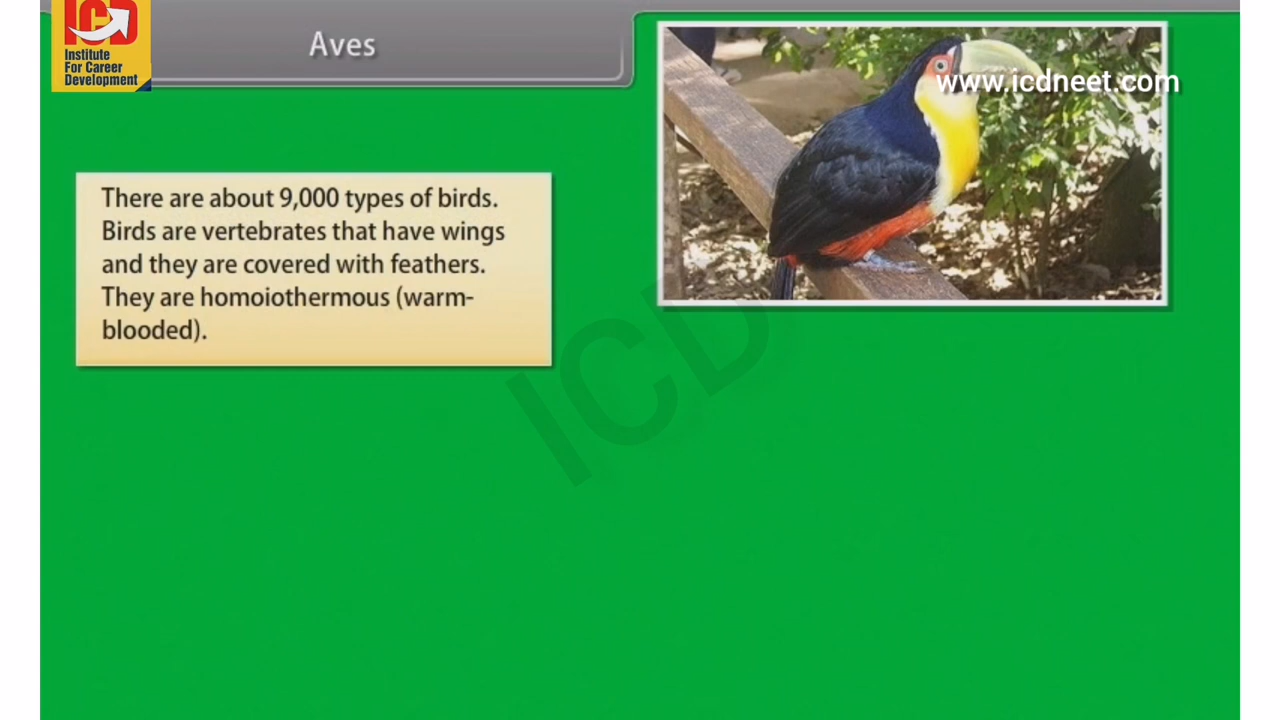 ICD
Institute
For Career
Development
Aves
www.icdneet.com
There are about 9,000 types of birds.
Birds are vertebrates that have wings
and they are covered with feathers.
They are homoiothermous (warm-
blooded).
ICD